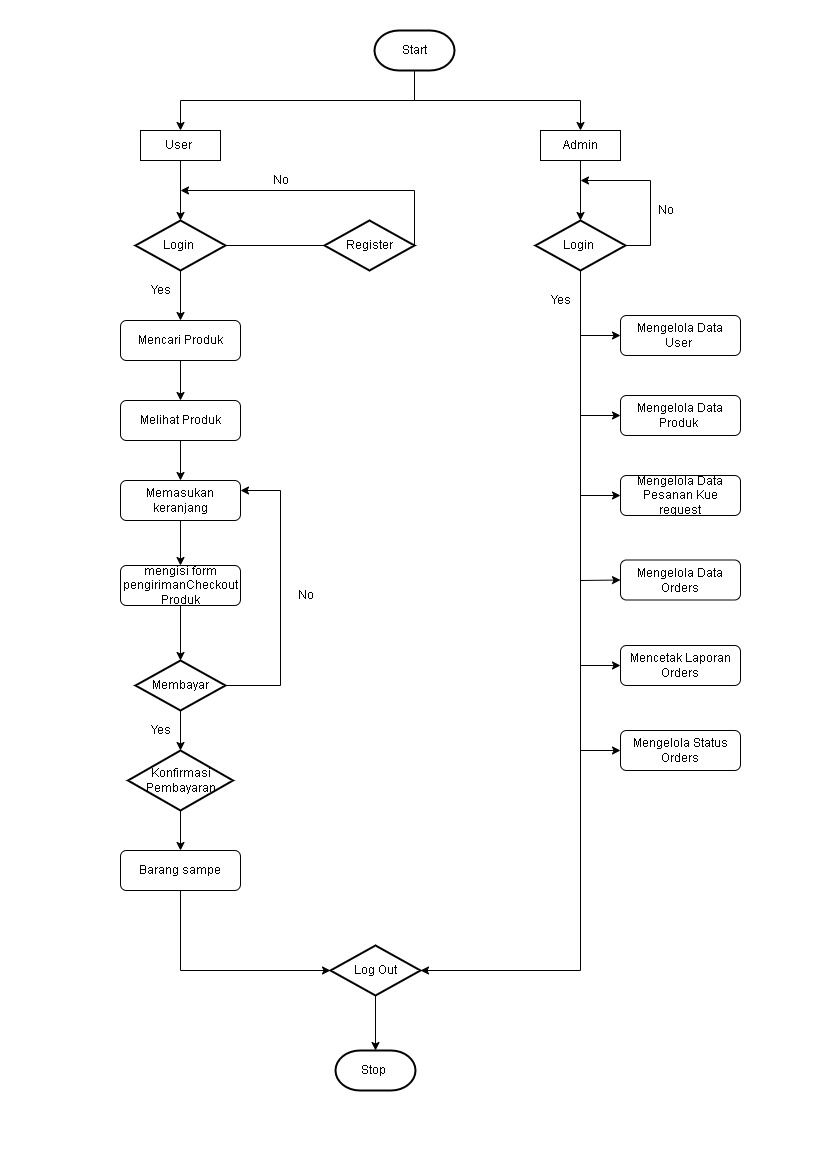 Start
User
Admin
No
No
Login
Register
Login
Yes
Yes
Mencari Produk
Mengelola Data
User
Melihat Produk
Mengelola Data
Produk
Memasukan
keranjang
Mengelola Data
Pesanan Kue
request
mengisi form
pengirimanCheckout
Produk
No
Mengelola Data
Orders
Membayar
Mencetak Laporan
Orders
Yes
Konfirmasi
Pembayaran
Mengelola Status
Orders
Barang sampe
Log Out
Stop